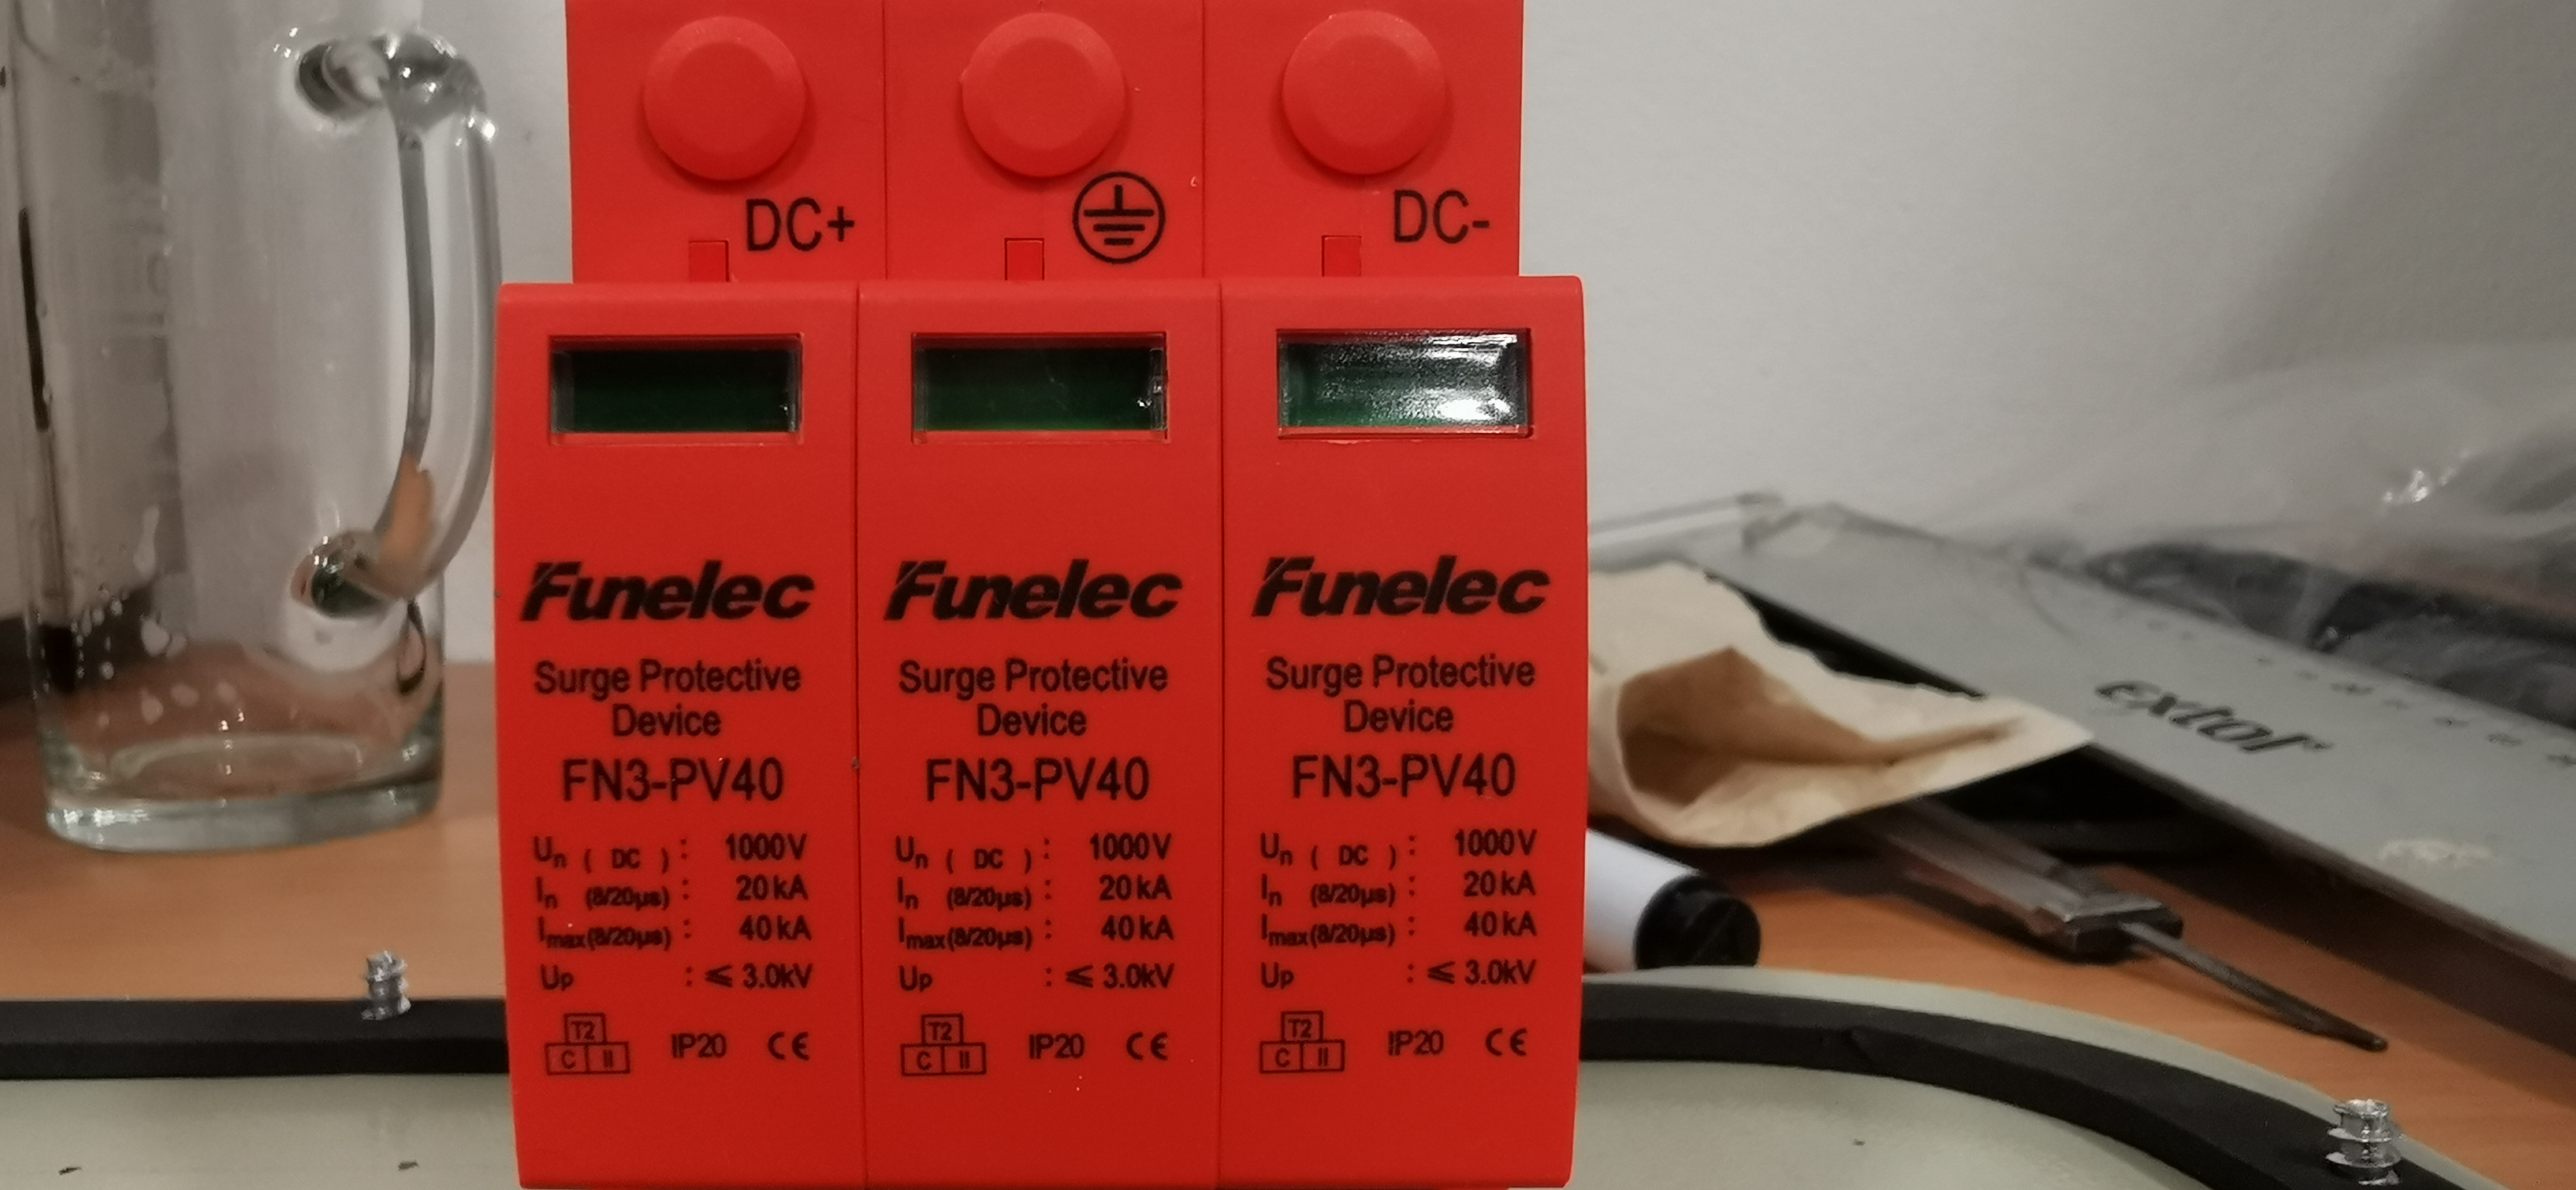 DC+
DC-
Funelec
Surge Protective
Device
FN3-PV40
Un ( DC ) : 1000V
In (8/20µs) : 20kA
Imax(8/20µs) : 40kA
Up : ≤ 3.0kV
T2
C II
IP20 CE
Funelec
Surge Protective
Device
FN3-PV40
Un ( DC ) : 1000V
In (8/20µs) : 20kA
Imax(8/20µs) : 40kA
Up : ≤ 3.0kV
T2
C II
IP20 CE
Funelec
Surge Protective
Device
FN3-PV40
Un ( DC ) : 1000V
In (8/20µs) : 20kA
Imax(8/20µs) : 40kA
Up : ≤ 3.0kV
T2
C II
IP20 CE
extol